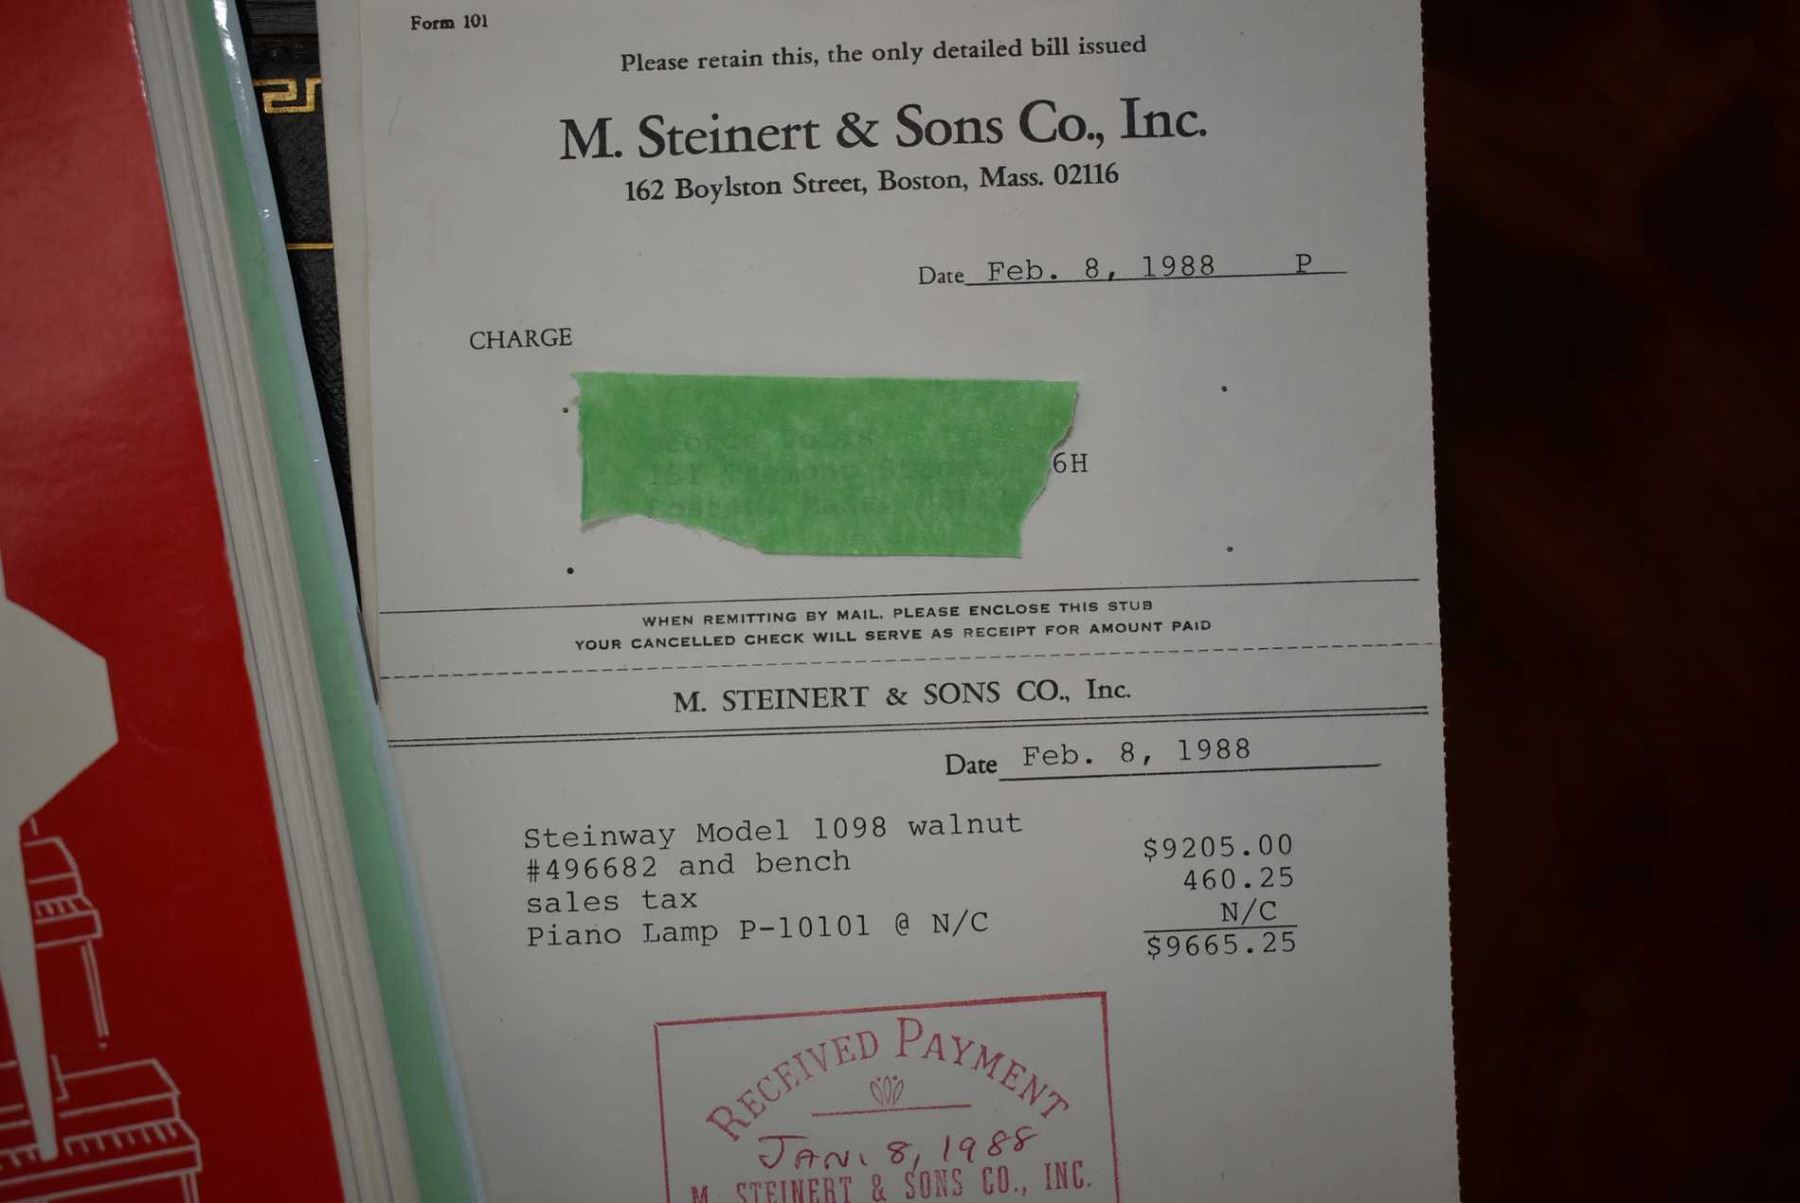 Form 101
Please retain this, the only detailed bill issued
M. Steinert & Sons Co., Inc.
162 Boylston Street, Boston, Mass. 02116
Date Feb. 8, 1988 P
CHARGE
6H
WHEN REMITTING BY MAIL, PLEASE ENCLOSE THIS STUB
YOUR CANCELLED CHECK WILL SERVE AS RECEIPT FOR AMOUNT PAID
M. STEINERT & SONS CO., Inc.
Date Feb. 8, 1988
Steinway Model 1098 walnut
#496682 and bench $9205.00
sales tax 460.25
Piano Lamp P-10101 @ N/C N/C
$9665.25
RECEIVED PAYMENT
JAN. 8, 1988
M. STEINERT & SONS CO., INC.